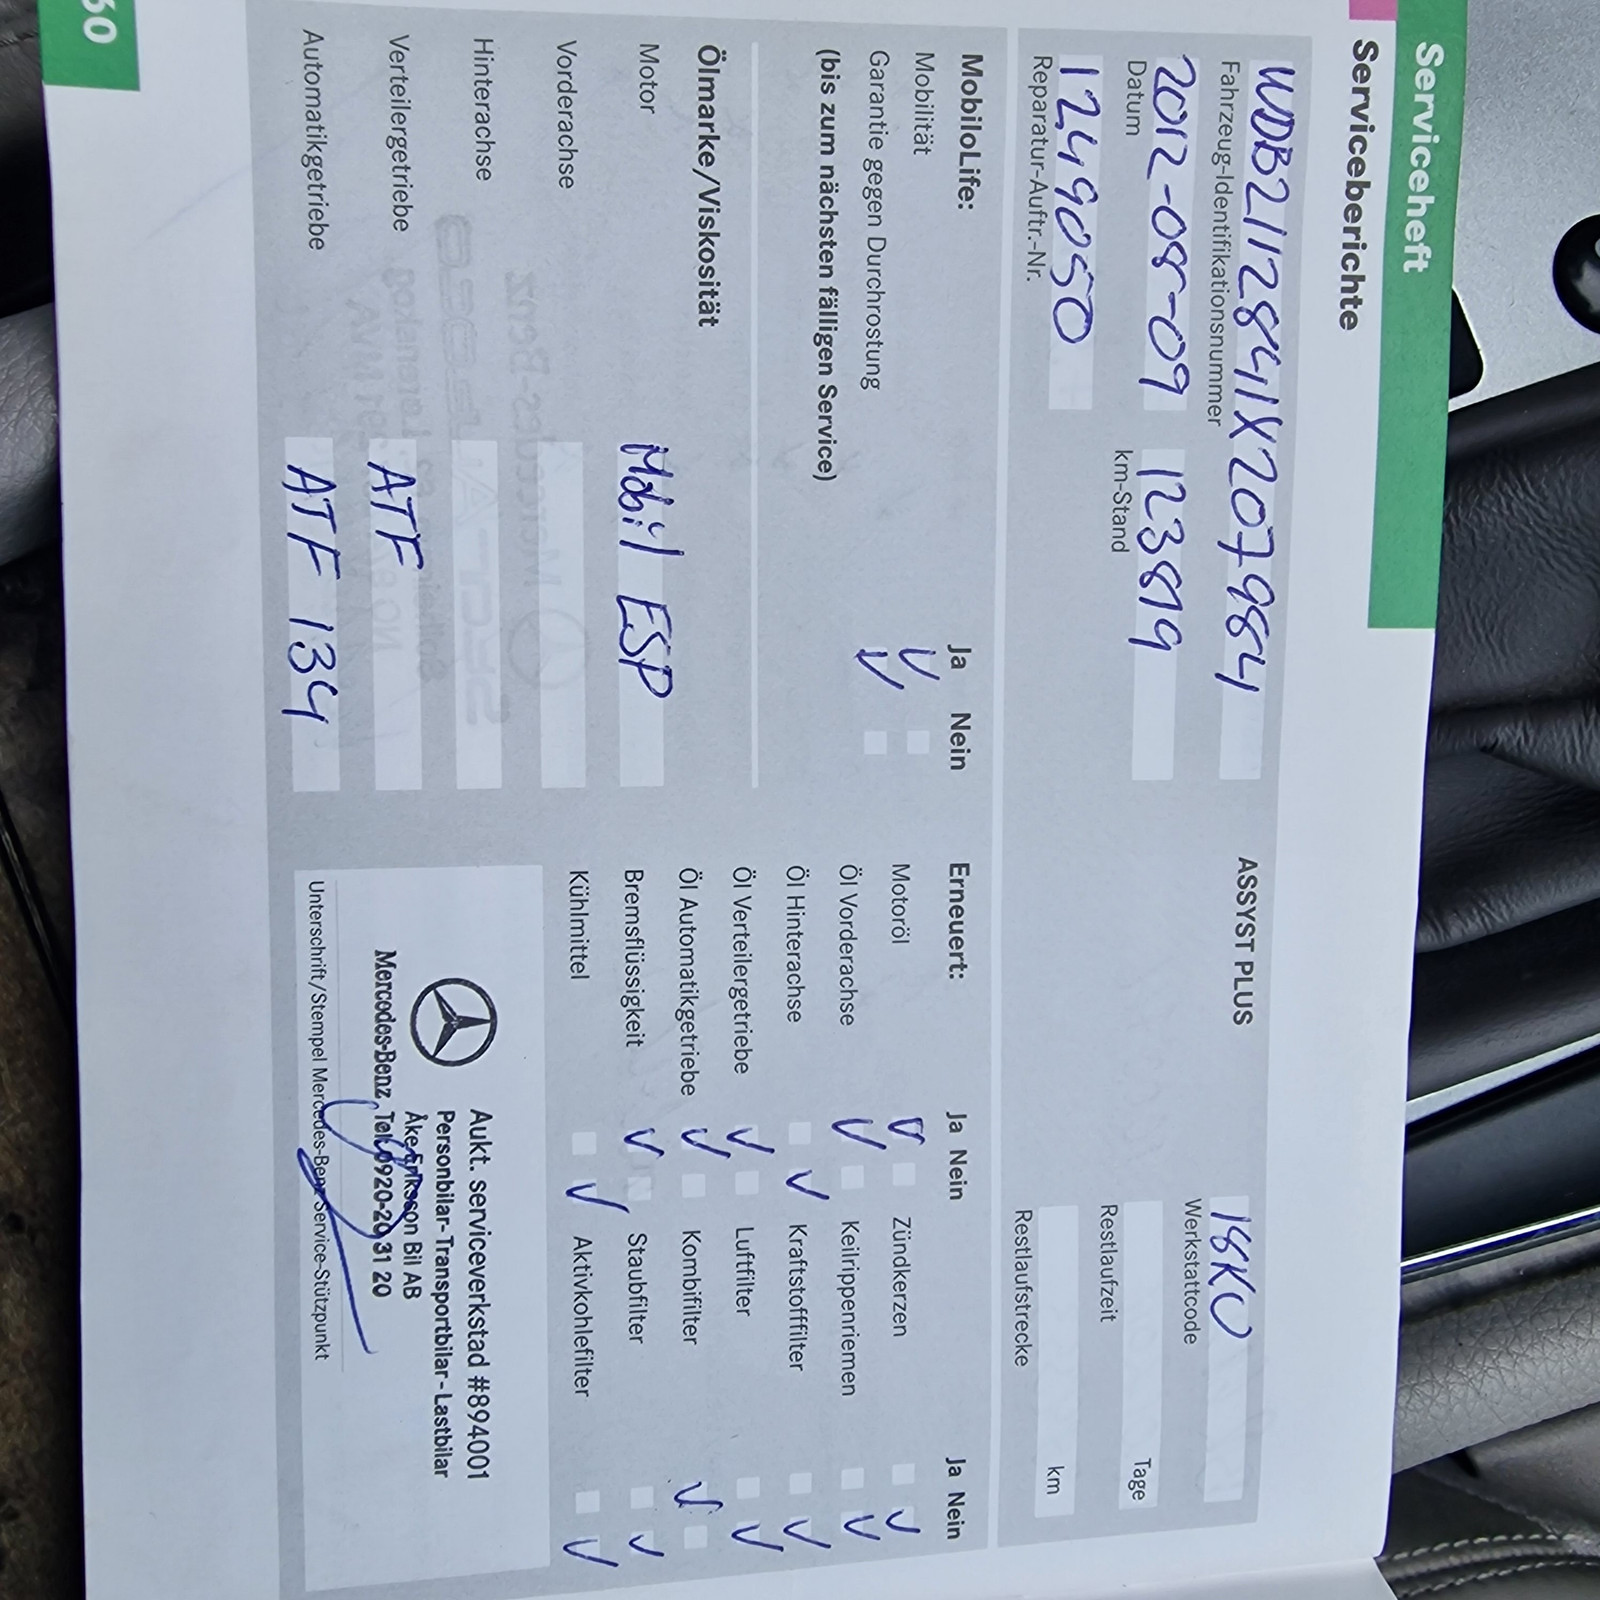 Serviceheft
Serviceberichte
WDB2112841X207984
Fahrzeug-Identifikationsnummer
ASSYST PLUS
18KU
Werkstattcode
2012-08-09
Datum
123819
km-Stand
Restlaufzeit
Tage
1249050
Reparatur-Auftr.-Nr.
Restlaufstrecke
km
MobiloLife:
Ja Nein
Mobilität
Garantie gegen Durchrostung
(bis zum nächsten fälligen Service)
Ölmarke/Viskosität
Motor
Mobil ESP
Vorderachse
Hinterachse
Verteilergetriebe
ATF
Automatikgetriebe
ATF 134
Erneuert:
Ja Nein
Ja Nein
Motoröl
Öl Vorderachse
Öl Hinterachse
Öl Verteilergetriebe
Öl Automatikgetriebe
Bremsflüssigkeit
Kühlmittel
Zündkerzen
Keilrippenriemen
Kraftstofffilter
Luftfilter
Kombifilter
Staubfilter
Aktivkohlefilter
Aukt. serviceverkstad #894001
Personbilar-Transportbilar-Lastbilar
Åke Eriksson Bil AB
Mercedes-Benz, Tel. 0920-29 31 20
Unterschrift/Stempel Mercedes-Benz Service-Stützpunkt
60